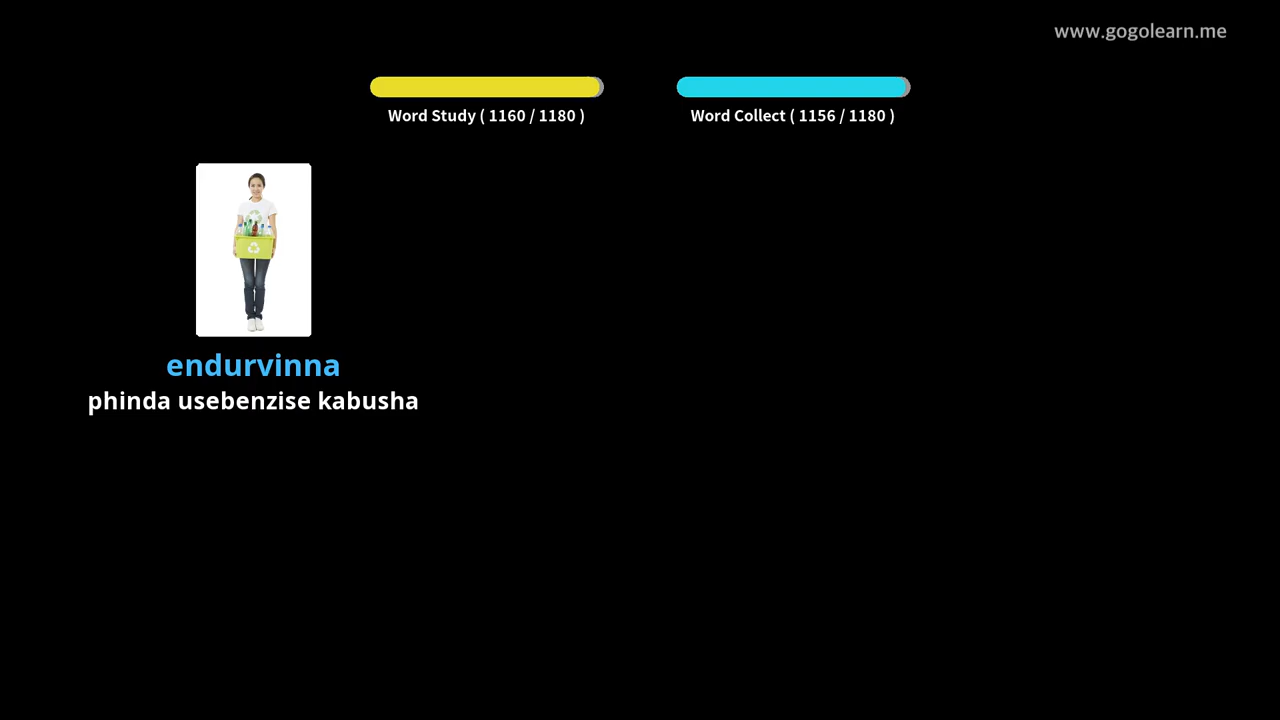 www.gogolearn.me
Word Study ( 1160 / 1180 )
Word Collect ( 1156 / 1180 )
endurvinna
phinda usebenzise kabusha